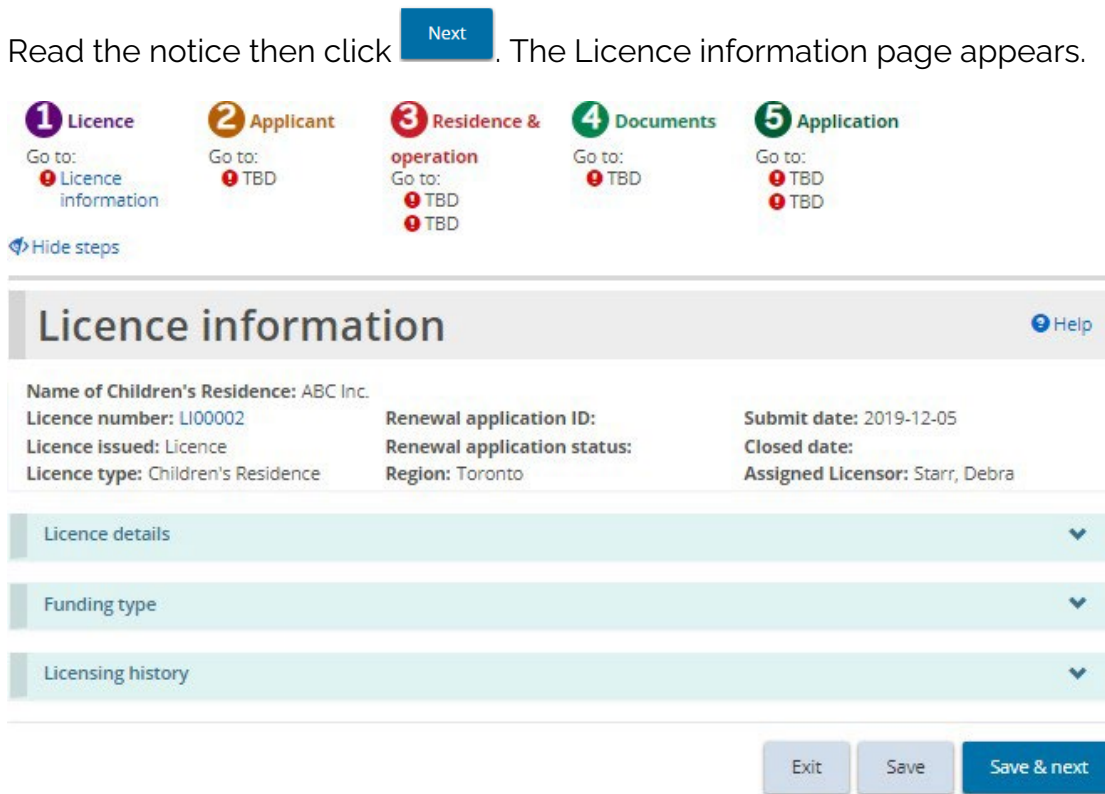 Read the notice then click Next . The Licence information page appears.
1 Licence 2 Applicant 3 Residence & operation 4 Documents 5 Application
Go to: Go to: Go to: Go to: Go to:
Licence information TBD TBD TBD TBD
TBD TBD
Hide steps
Licence information Help
Name of Children's Residence: ABC Inc.
Licence number: LI00002 Renewal application ID: Submit date: 2019-12-05
Licence issued: Licence Renewal application status: Closed date:
Licence type: Children's Residence Region: Toronto Assigned Licensor: Starr, Debra
Licence details
Funding type
Licensing history
Exit Save Save & next